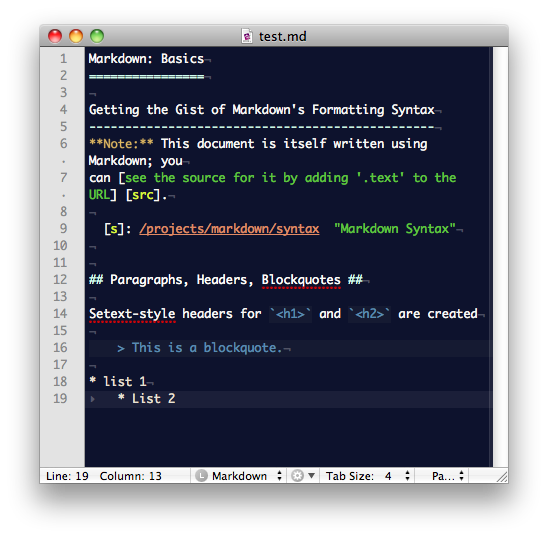 test.md
1 Markdown: Basics¬
2 ================¬
3 ¬
4 Getting the Gist of Markdown's Formatting Syntax¬
5 ------------------------------------------------¬
6 **Note:** This document is itself written using
· Markdown; you¬
7 can [see the source for it by adding '.text' to the
· URL] [src].¬
8 ¬
9 [s]: /projects/markdown/syntax "Markdown Syntax"¬
10 ¬
11 ¬
12 ## Paragraphs, Headers, Blockquotes ##¬
13 ¬
14 Setext-style headers for `<h1>` and `<h2>` are created¬
15 ¬
16 > This is a blockquote.¬
17 ¬
18 * list 1¬
19 * List 2
Line: 19 Column: 13 L Markdown Tab Size: 4 Pa...